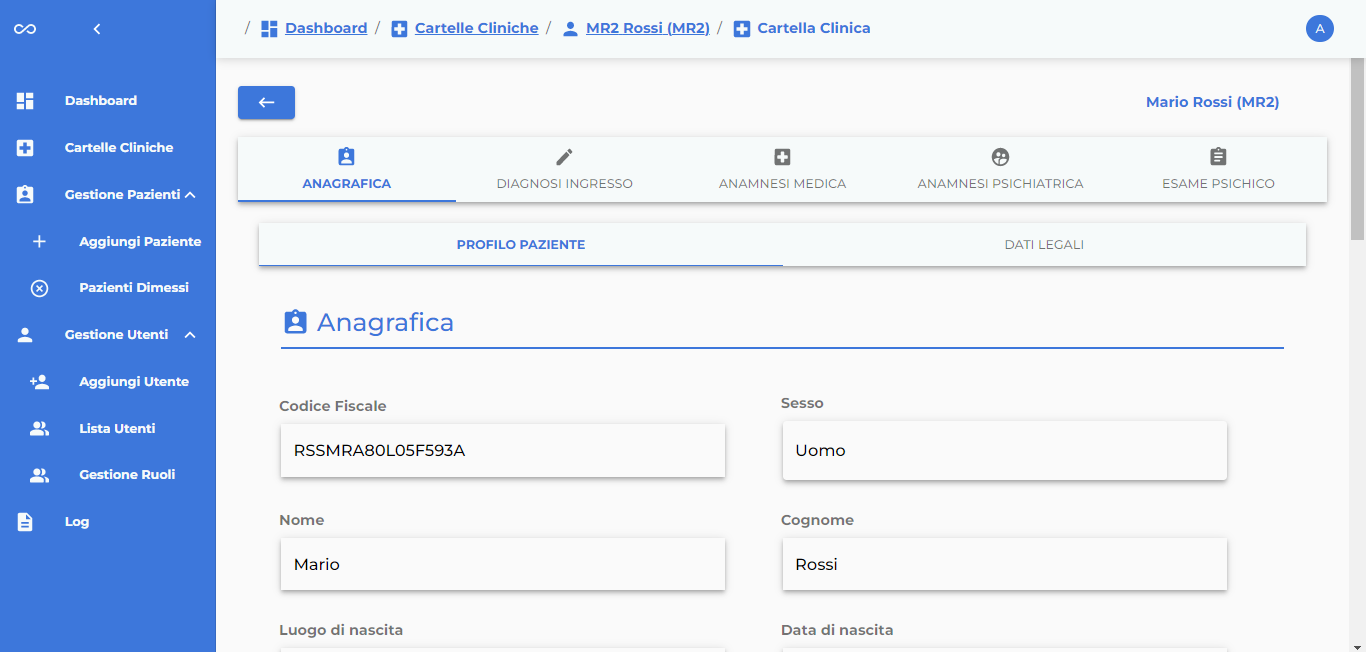 / Dashboard / Cartelle Cliniche / MR2 Rossi (MR2) / Cartella Clinica
A
Dashboard
Cartelle Cliniche
Gestione Pazienti
Aggiungi Paziente
Pazienti Dimessi
Gestione Utenti
Aggiungi Utente
Lista Utenti
Gestione Ruoli
Log
Mario Rossi (MR2)
ANAGRAFICA
DIAGNOSI INGRESSO
ANAMNESI MEDICA
ANAMNESI PSICHIATRICA
ESAME PSICHICO
PROFILO PAZIENTE
DATI LEGALI
Anagrafica
Codice Fiscale
RSSMRA80L05F593A
Sesso
Uomo
Nome
Mario
Cognome
Rossi
Luogo di nascita
Data di nascita